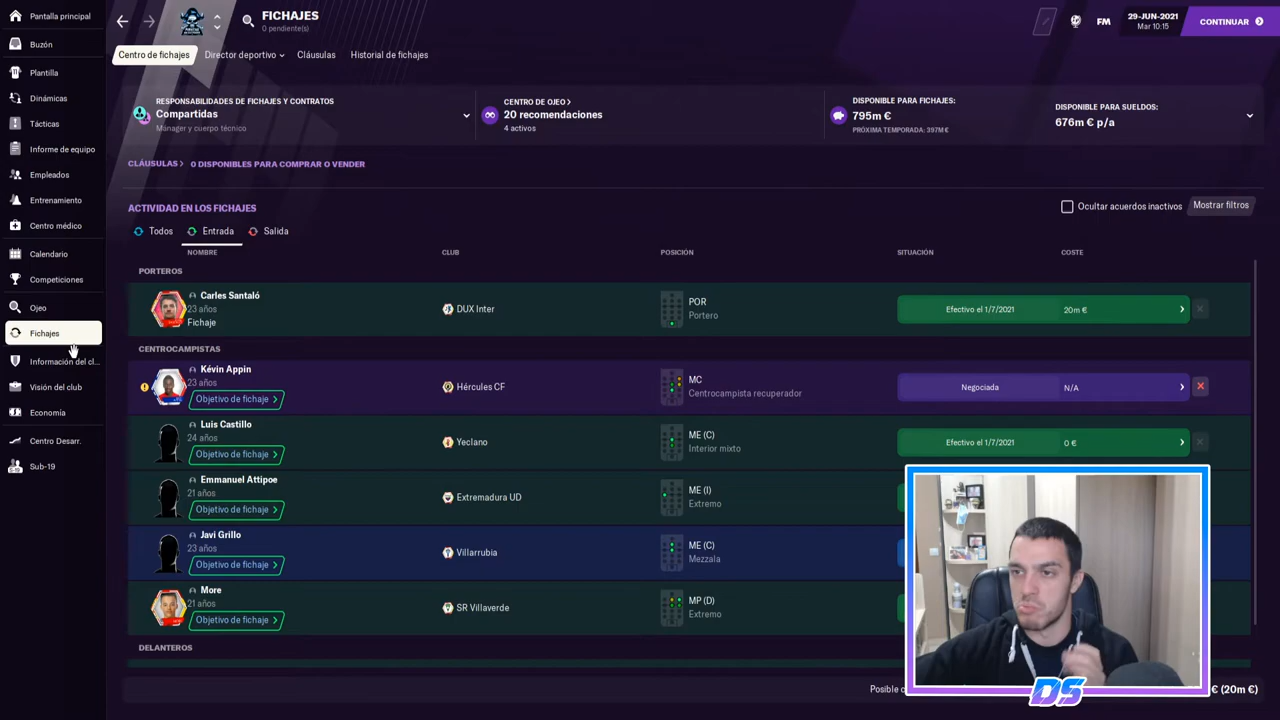 Pantalla principal
Buzón
Plantilla
Dinámicas
Tácticas
Informe de equipo
Empleados
Entrenamiento
Centro médico
Calendario
Competiciones
Ojeo
Fichajes
Información del cl...
Visión del club
Economía
Centro Desarr.
Sub-19
FICHAJES
0 pendiente(s)
FM
29-JUN-2021
Mar 10:15
CONTINUAR
Centro de fichajes
Director deportivo
Cláusulas
Historial de fichajes
RESPONSABILIDADES DE FICHAJES Y CONTRATOS
Compartidas
Mánager y cuerpo técnico
CENTRO DE OJEO >
20 recomendaciones
4 activos
DISPONIBLE PARA FICHAJES:
795m €
PRÓXIMA TEMPORADA: 397M €
DISPONIBLE PARA SUELDOS:
676m € p/a
CLÁUSULAS > 0 DISPONIBLES PARA COMPRAR O VENDER
ACTIVIDAD EN LOS FICHAJES
Ocultar acuerdos inactivos
Mostrar filtros
Todos
Entrada
Salida
NOMBRE CLUB POSICIÓN SITUACIÓN COSTE
PORTEROS
Carles Santaló
23 años
Fichaje
DUX Inter
POR
Portero
Efectivo el 1/7/2021
20m €
CENTROCAMPISTAS
Kévin Appin
23 años
Objetivo de fichaje >
Hércules CF
MC
Centrocampista recuperador
Negociada
N/A
Luis Castillo
24 años
Objetivo de fichaje >
Yeclano
ME (C)
Interior mixto
Efectivo el 1/7/2021
0 €
Emmanuel Attipoe
21 años
Objetivo de fichaje >
Extremadura UD
ME (I)
Extremo
Javi Grillo
23 años
Objetivo de fichaje >
Villarrubia
ME (C)
Mezzala
More
21 años
Objetivo de fichaje >
SR Villaverde
MP (D)
Extremo
DELANTEROS
Posible c
€ (20m €)
DS